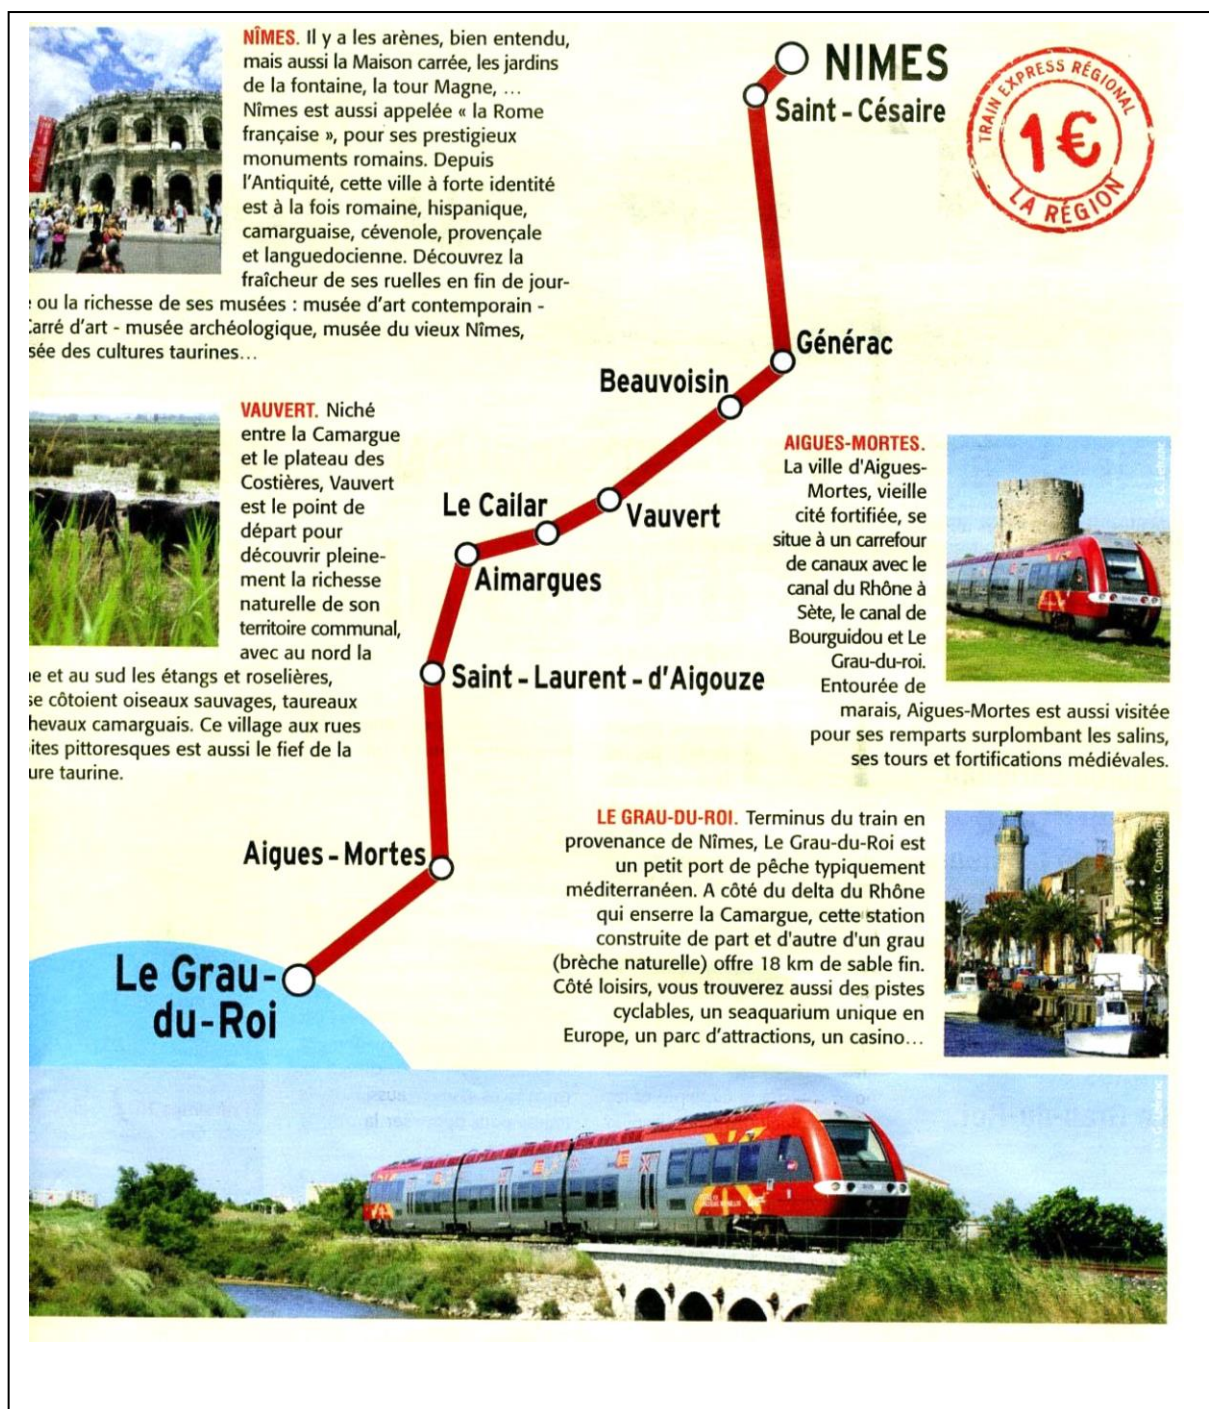 NÎMES. Il y a les arènes, bien entendu,
mais aussi la Maison carrée, les jardins
de la fontaine, la tour Magne, ...
Nîmes est aussi appelée « la Rome
française », pour ses prestigieux
monuments romains. Depuis
l'Antiquité, cette ville à forte identité
est à la fois romaine, hispanique,
camarguaise, cévenole, provençale
et languedocienne. Découvrez la
fraîcheur de ses ruelles en fin de jour-
ou la richesse de ses musées : musée d'art contemporain -
Carré d'art - musée archéologique, musée du vieux Nîmes,
sée des cultures taurines...
NIMES
Saint-Césaire
TRAIN EXPRESS RÉGIONAL
1€
LA RÉGION
Générac
Beauvoisin
Vauvert
Le Cailar
Aimargues
Saint-Laurent-d'Aigouze
Aigues-Mortes
Le Grau-
du-Roi
VAUVERT. Niché
entre la Camargue
et le plateau des
Costières, Vauvert
est le point de
départ pour
découvrir pleine-
ment la richesse
naturelle de son
territoire communal,
avec au nord la
ne et au sud les étangs et roselières,
se côtoient oiseaux sauvages, taureaux
hevaux camarguais. Ce village aux rues
oites pittoresques est aussi le fief de la
ure taurine.
AIGUES-MORTES.
La ville d'Aigues-
Mortes, vieille
cité fortifiée, se
situe à un carrefour
de canaux avec le
canal du Rhône à
Sète, le canal de
Bourguidou et Le
Grau-du-roi.
Entourée de
marais, Aigues-Mortes est aussi visitée
pour ses remparts surplombant les salins,
ses tours et fortifications médiévales.
LE GRAU-DU-ROI. Terminus du train en
provenance de Nîmes, Le Grau-du-Roi est
un petit port de pêche typiquement
méditerranéen. A côté du delta du Rhône
qui enserre la Camargue, cette station
construite de part et d'autre d'un grau
(brèche naturelle) offre 18 km de sable fin.
Côté loisirs, vous trouverez aussi des pistes
cyclables, un seaquarium unique en
Europe, un parc d'attractions, un casino...